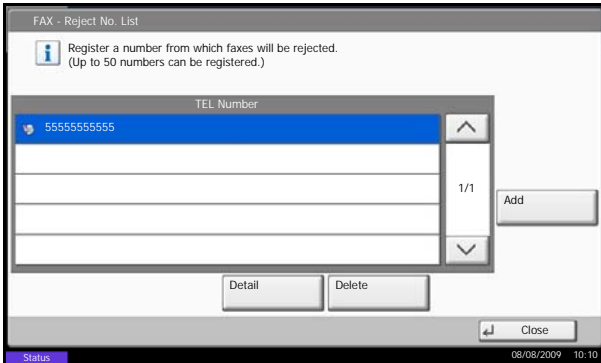 FAX - Reject No. List
Register a number from which faxes will be rejected.
(Up to 50 numbers can be registered.)
TEL Number
55555555555
1/1
Add
Detail
Delete
Close
Status
08/08/2009 10:10